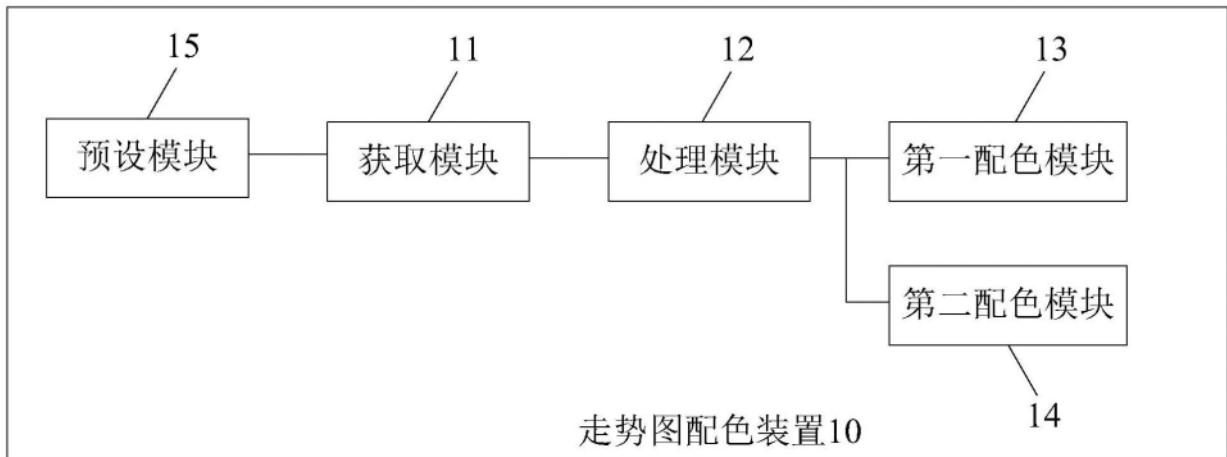 15
11
12
13
预设模块
获取模块
处理模块
第一配色模块
第二配色模块
14
走势图配色装置10